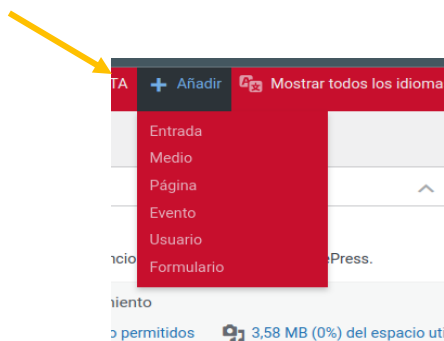 TA + Añadir Mostrar todos los idioma
Entrada
Medio
Página
Evento
Usuario
Formulario
ncio ePress.
iento
o permitidos 3,58 MB (0%) del espacio uti